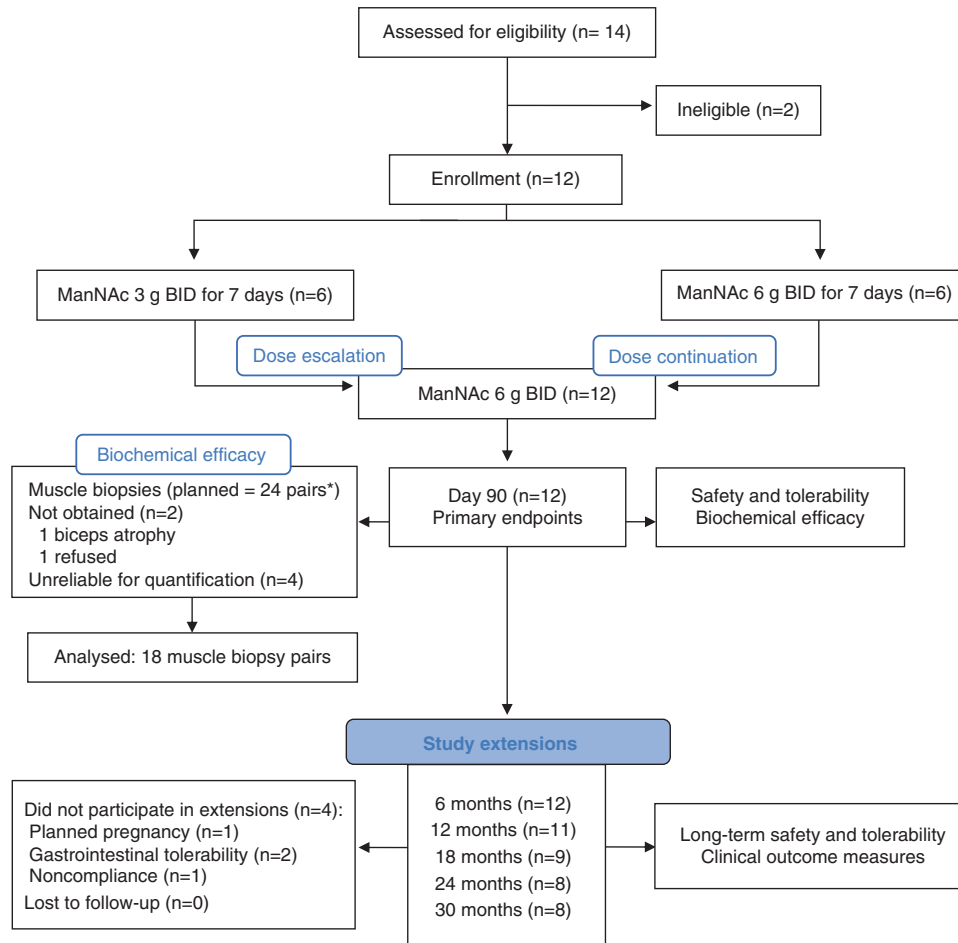 Assessed for eligibility (n= 14)
Ineligible (n=2)
Enrollment (n=12)
ManNAc 3 g BID for 7 days (n=6)
ManNAc 6 g BID for 7 days (n=6)
Dose escalation
Dose continuation
ManNAc 6 g BID (n=12)
Biochemical efficacy
Muscle biopsies (planned = 24 pairs*)
Not obtained (n=2)
1 biceps atrophy
1 refused
Unreliable for quantification (n=4)
Day 90 (n=12)
Primary endpoints
Safety and tolerability
Biochemical efficacy
Analysed: 18 muscle biopsy pairs
Study extensions
Did not participate in extensions (n=4):
Planned pregnancy (n=1)
Gastrointestinal tolerability (n=2)
Noncompliance (n=1)
Lost to follow-up (n=0)
6 months (n=12)
12 months (n=11)
18 months (n=9)
24 months (n=8)
30 months (n=8)
Long-term safety and tolerability
Clinical outcome measures